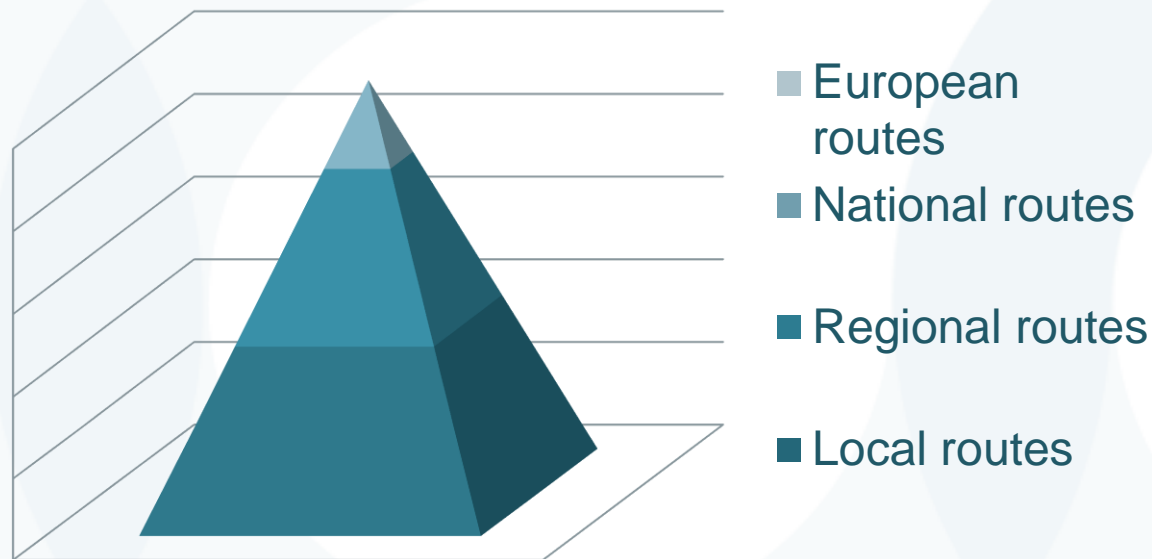 European
routes
National routes
Regional routes
Local routes